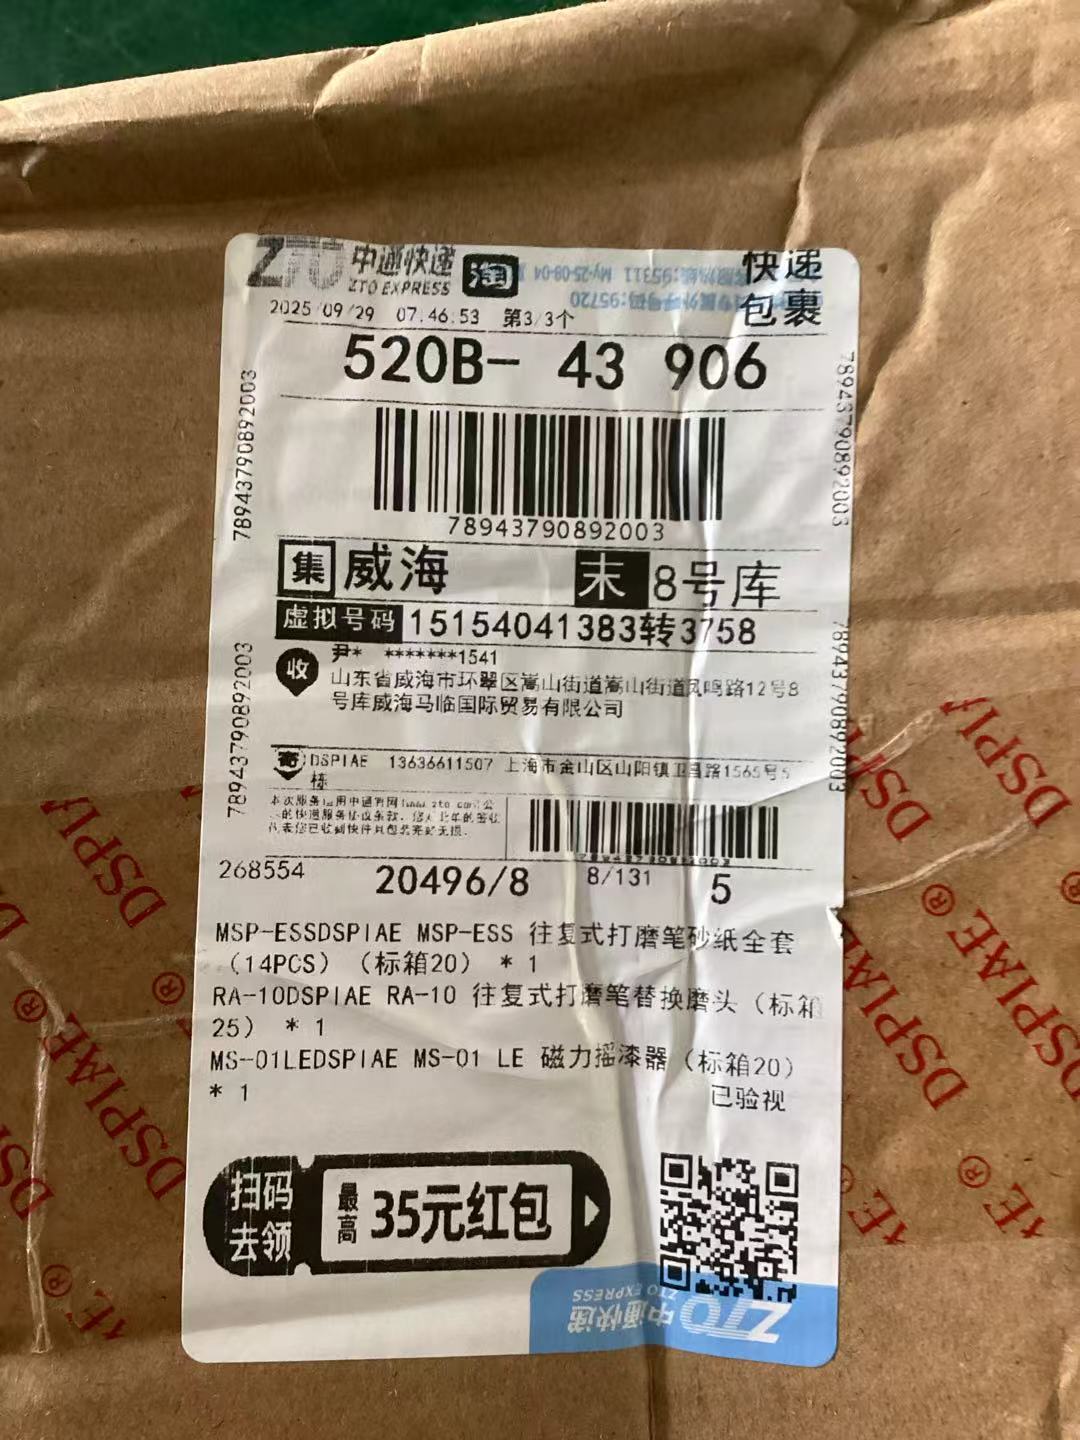 ZTO 中通快递 淘
ZTO EXPRESS
快递包裹
2025/09/29 07:46:53 第3/3个
520B- 43 906
78943790892003
78943790892003
78943790892003
集 威海 末 8号库
虚拟号码 15154041383转3758
收 尹* *******1541
山东省威海市环翠区嵩山街道嵩山街道凤鸣路12号8
号库威海马临国际贸易有限公司
78943790892003
78943790892003
寄 DSPIAE 13636611507 上海市金山区山阳镇卫昌路1565号5
栋
78943790892003
268554 20496/8 8/131 5
MSP-ESSDSPIAE MSP-ESS 往复式打磨笔砂纸全套
（14PCS）（标箱20） * 1
RA-10DSPIAE RA-10 往复式打磨笔替换磨头（标箱
25） * 1
MS-01LEDSPIAE MS-01 LE 磁力摇漆器（标箱20）
* 1
已验视
扫码去领 最高 35元红包
ZTO 中通快递
ZTO EXPRESS
DSPIAE®
DSPIAE®
DSPIAE®
DSPIAE®